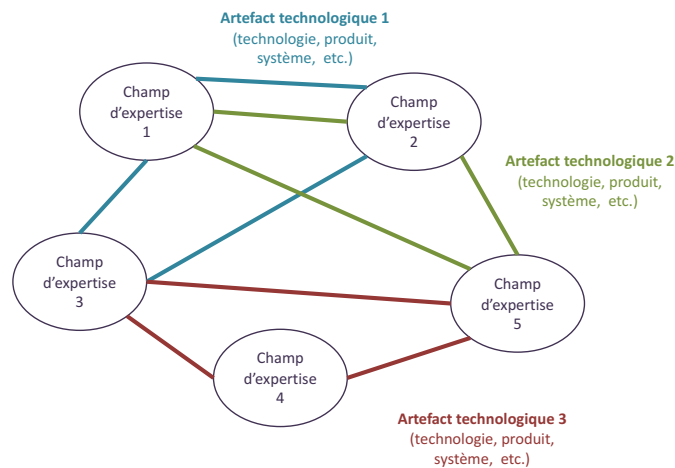 Artefact technologique 1
(technologie, produit,
système, etc.)
Champ
d'expertise
1
Champ
d'expertise
2
Artefact technologique 2
(technologie, produit,
système, etc.)
Champ
d'expertise
3
Champ
d'expertise
5
Champ
d'expertise
4
Artefact technologique 3
(technologie, produit,
système, etc.)